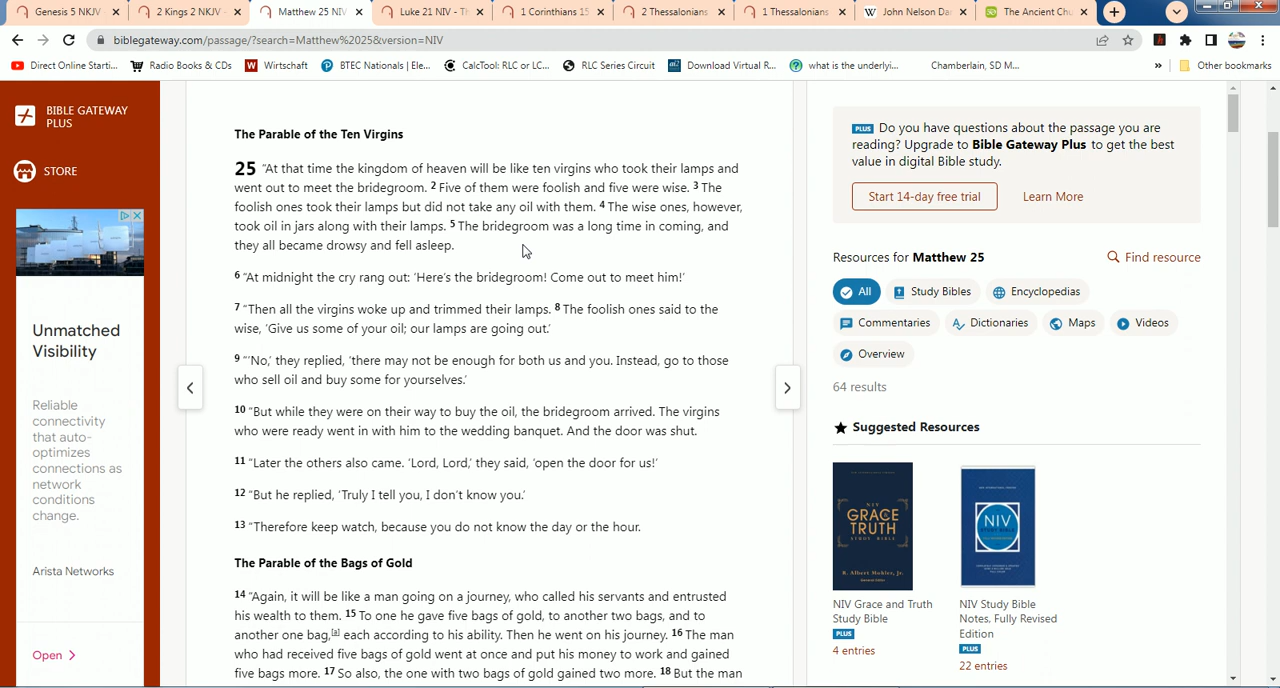 Genesis 5 NKJV
2 Kings 2 NKJV -
Matthew 25 NIV
Luke 21 NIV - Tr
1 Corinthians 15
2 Thessalonians
1 Thessalonians
W John Nelson Da
The Ancient Chu
biblegateway.com/passage/?search=Matthew%2025&version=NIV
Direct Online Starti...
Radio Books & CDs
W Wirtschaft
BTEC Nationals | Ele...
CalcTool: RLC or LC...
RLC Series Circuit
Download Virtual R...
what is the underlyi...
Chamberlain, SD M...
»
Other bookmarks
BIBLE GATEWAY
PLUS
STORE
Unmatched
Visibility
Reliable
connectivity
that auto-
optimizes
connections as
network
conditions
change.
Arista Networks
Open >
The Parable of the Ten Virgins
25 “At that time the kingdom of heaven will be like ten virgins who took their lamps and
went out to meet the bridegroom. 2 Five of them were foolish and five were wise. 3 The
foolish ones took their lamps but did not take any oil with them. 4 The wise ones, however,
took oil in jars along with their lamps. 5 The bridegroom was a long time in coming, and
they all became drowsy and fell asleep.
6 “At midnight the cry rang out: ‘Here’s the bridegroom! Come out to meet him!’
7 “Then all the virgins woke up and trimmed their lamps. 8 The foolish ones said to the
wise, ‘Give us some of your oil; our lamps are going out.’
9 “‘No,’ they replied, ‘there may not be enough for both us and you. Instead, go to those
who sell oil and buy some for yourselves.’
10 “But while they were on their way to buy the oil, the bridegroom arrived. The virgins
who were ready went in with him to the wedding banquet. And the door was shut.
11 “Later the others also came. ‘Lord, Lord,’ they said, ‘open the door for us!’
12 “But he replied, ‘Truly I tell you, I don’t know you.’
13 “Therefore keep watch, because you do not know the day or the hour.
The Parable of the Bags of Gold
14 “Again, it will be like a man going on a journey, who called his servants and entrusted
his wealth to them. 15 To one he gave five bags of gold, to another two bags, and to
another one bag,[a] each according to his ability. Then he went on his journey. 16 The man
who had received five bags of gold went at once and put his money to work and gained
five bags more. 17 So also, the one with two bags of gold gained two more. 18 But the man
PLUS Do you have questions about the passage you are
reading? Upgrade to Bible Gateway Plus to get the best
value in digital Bible study.
Start 14-day free trial
Learn More
Resources for Matthew 25
Find resource
All
Study Bibles
Encyclopedias
Commentaries
Dictionaries
Maps
Videos
Overview
64 results
Suggested Resources
NIV
GRACE
TRUTH
STUDY BIBLE
R. Albert Mohler, Jr.
NIV
NIV Grace and Truth
Study Bible
PLUS
4 entries
NIV Study Bible
Notes, Fully Revised
Edition
PLUS
22 entries